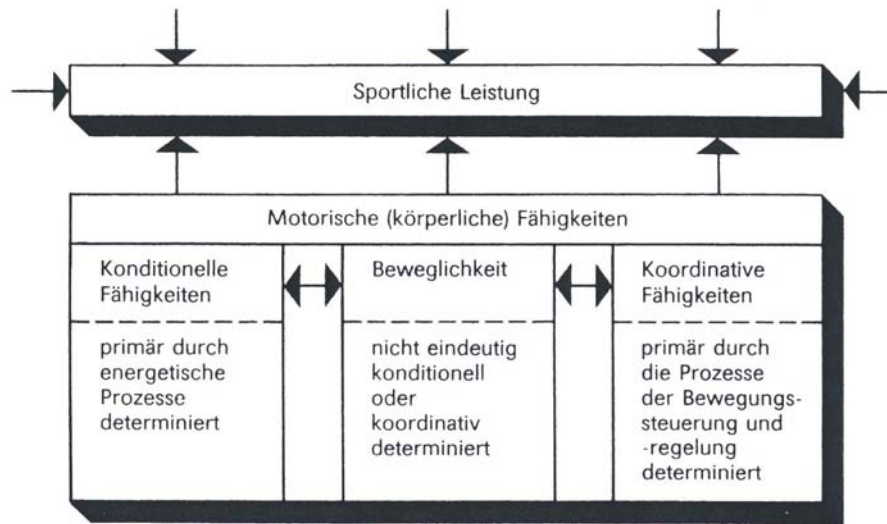 Sportliche Leistung
Motorische (körperliche) Fähigkeiten
Konditionelle
Fähigkeiten
primär durch
energetische
Prozesse
determiniert
Beweglichkeit
nicht eindeutig
konditionell
oder
koordinativ
determiniert
Koordinative
Fähigkeiten
primär durch
die Prozesse
der Bewegungs-
steuerung und
-regelung
determiniert